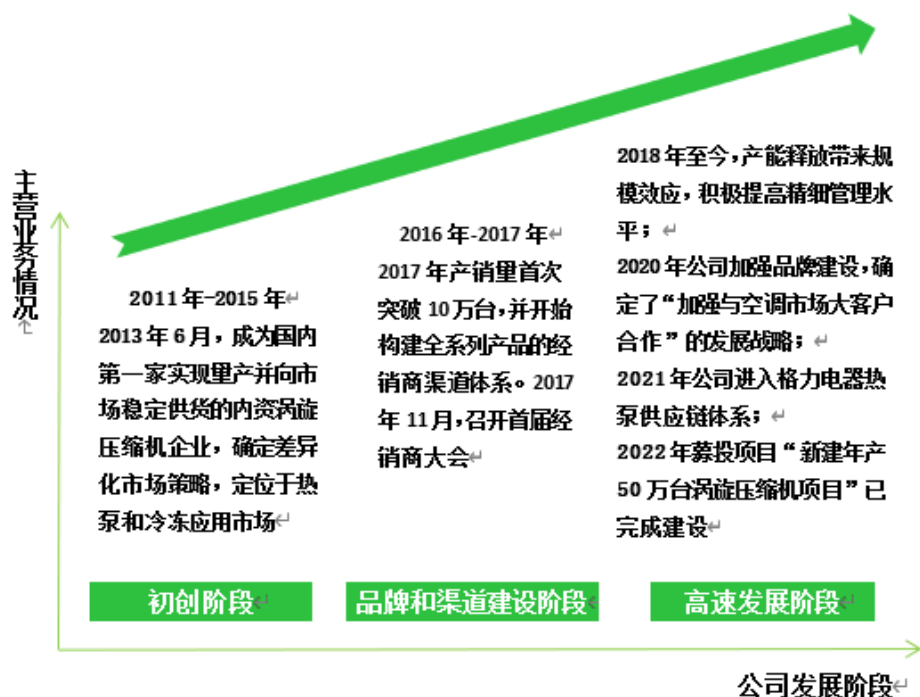 主营业务情况
2011年-2015年
2013年6月，成为国内
第一家实现量产并向市
场稳定供货的内资涡旋
压缩机企业，确定差异
化市场策略，定位于热
泵和冷冻应用市场
2016年-2017年
2017年产销量首次
突破10万台，并开始
构建全系列产品的经
销商渠道体系。2017
年11月，召开首届经
销商大会
2018年至今，产能释放带来规
模效应，积极提高精细管理水
平；
2020年公司加强品牌建设，确
定了“加强与空调市场大客户
合作”的发展战略；
2021年公司进入格力电器热
泵供应链体系；
2022年募投项目“新建年产
50万台涡旋压缩机项目”已
完成建设
初创阶段
品牌和渠道建设阶段
高速发展阶段
公司发展阶段